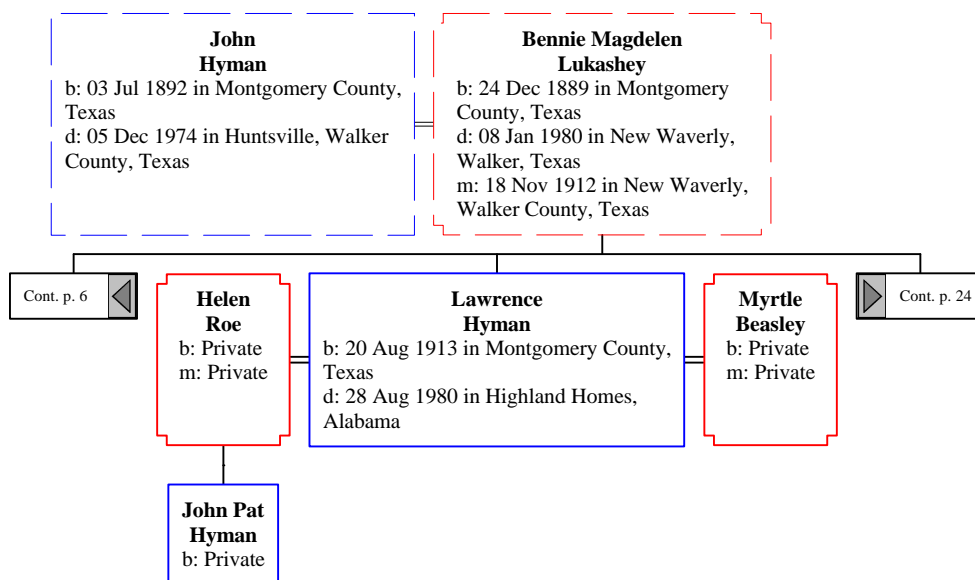 John
Hyman
b: 03 Jul 1892 in Montgomery County,
Texas
d: 05 Dec 1974 in Huntsville, Walker
County, Texas
Bennie Magdelen
Lukashey
b: 24 Dec 1889 in Montgomery
County, Texas
d: 08 Jan 1980 in New Waverly,
Walker, Texas
m: 18 Nov 1912 in New Waverly,
Walker County, Texas
Cont. p. 6
Helen
Roe
b: Private
m: Private
Lawrence
Hyman
b: 20 Aug 1913 in Montgomery County,
Texas
d: 28 Aug 1980 in Highland Homes,
Alabama
Myrtle
Beasley
b: Private
m: Private
Cont. p. 24
John Pat
Hyman
b: Private